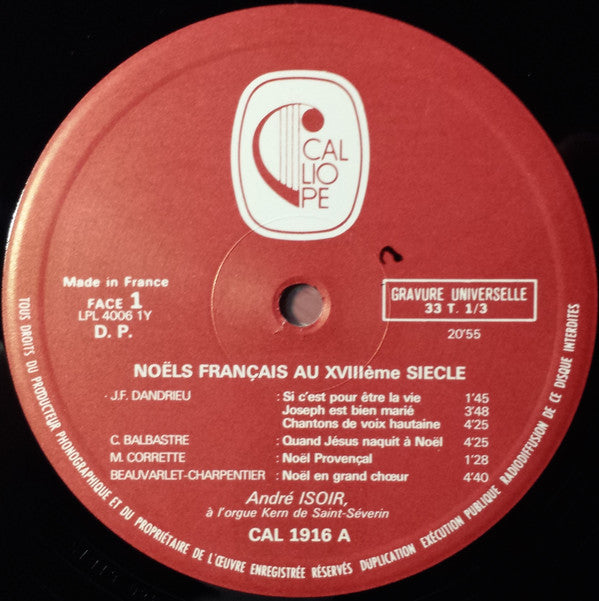 CAL
LIO
PE
Made in France
FACE 1
LPL 4006 1Y
D. P.
GRAVURE UNIVERSELLE
33 T. 1/3
20'55
NOËLS FRANÇAIS AU XVIIIème SIECLE
J.F. DANDRIEU : Si c'est pour être la vie 1'45
Joseph est bien marié 3'48
Chantons de voix hautaine 4'25
C. BALBASTRE : Quand Jésus naquit à Noël 4'25
M. CORRETTE : Noël Provençal 1'28
BEAUVARLET-CHARPENTIER : Noël en grand chœur 4'40
André ISOIR,
à l'orgue Kern de Saint-Séverin
CAL 1916 A
TOUS DROITS DU PRODUCTEUR PHONOGRAPHIQUE ET DU PROPRIÉTAIRE DE L'ŒUVRE ENREGISTRÉE RÉSERVÉS DUPLICATION EXÉCUTION PUBLIQUE RADIODIFFUSION DE CE DISQUE INTERDITES